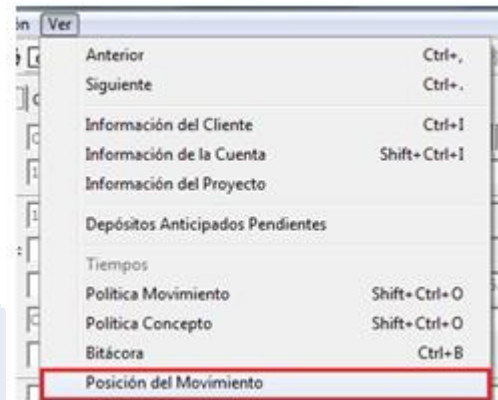 ón Ver
Anterior Ctrl+,
Siguiente Ctrl+.
Información del Cliente Ctrl+I
Información de la Cuenta Shift+Ctrl+I
Información del Proyecto
Depósitos Anticipados Pendientes
Tiempos
Política Movimiento Shift+Ctrl+O
Política Concepto Shift+Ctrl+O
Bitácora Ctrl+B
Posición del Movimiento